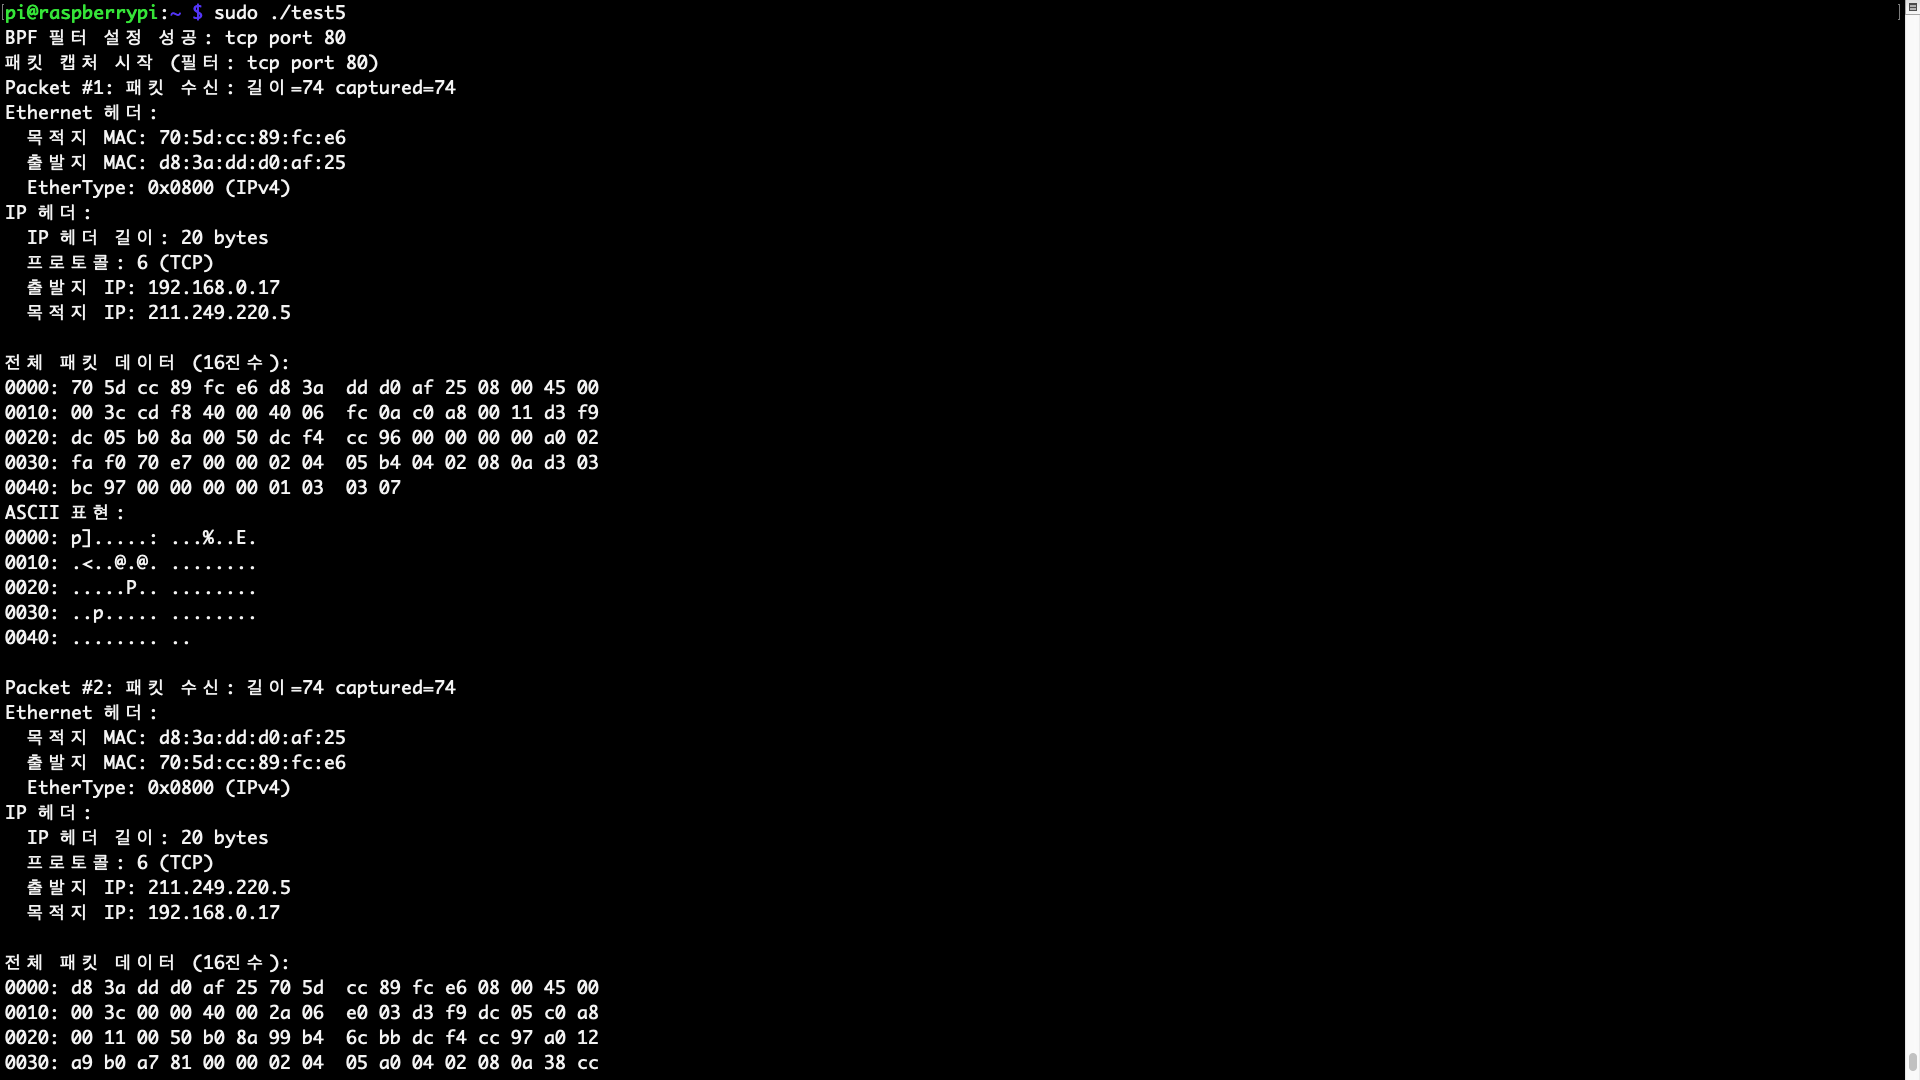 pi@raspberrypi:~ $ sudo ./test5
BPF 필터 설정 성공: tcp port 80
패킷 캡처 시작 (필터: tcp port 80)
Packet #1: 패킷 수신: 길이=74 captured=74
Ethernet 헤더:
  목적지 MAC: 70:5d:cc:89:fc:e6
  출발지 MAC: d8:3a:dd:d0:af:25
  EtherType: 0x0800 (IPv4)
IP 헤더:
  IP 헤더 길이: 20 bytes
  프로토콜: 6 (TCP)
  출발지 IP: 192.168.0.17
  목적지 IP: 211.249.220.5

전체 패킷 데이터 (16진수):
0000: 70 5d cc 89 fc e6 d8 3a  dd d0 af 25 08 00 45 00
0010: 00 3c cd f8 40 00 40 06  fc 0a c0 a8 00 11 d3 f9
0020: dc 05 b0 8a 00 50 dc f4  cc 96 00 00 00 00 a0 02
0030: fa f0 70 e7 00 00 02 04  05 b4 04 02 08 0a d3 03
0040: bc 97 00 00 00 00 01 03  03 07
ASCII 표현:
0000: p].....: ...%..E.
0010: .<..@.@. ........
0020: .....P.. ........
0030: ..p..... ........
0040: ........ ..

Packet #2: 패킷 수신: 길이=74 captured=74
Ethernet 헤더:
  목적지 MAC: d8:3a:dd:d0:af:25
  출발지 MAC: 70:5d:cc:89:fc:e6
  EtherType: 0x0800 (IPv4)
IP 헤더:
  IP 헤더 길이: 20 bytes
  프로토콜: 6 (TCP)
  출발지 IP: 211.249.220.5
  목적지 IP: 192.168.0.17

전체 패킷 데이터 (16진수):
0000: d8 3a dd d0 af 25 70 5d  cc 89 fc e6 08 00 45 00
0010: 00 3c 00 00 40 00 2a 06  e0 03 d3 f9 dc 05 c0 a8
0020: 00 11 00 50 b0 8a 99 b4  6c bb dc f4 cc 97 a0 12
0030: a9 b0 a7 81 00 00 02 04  05 a0 04 02 08 0a 38 cc